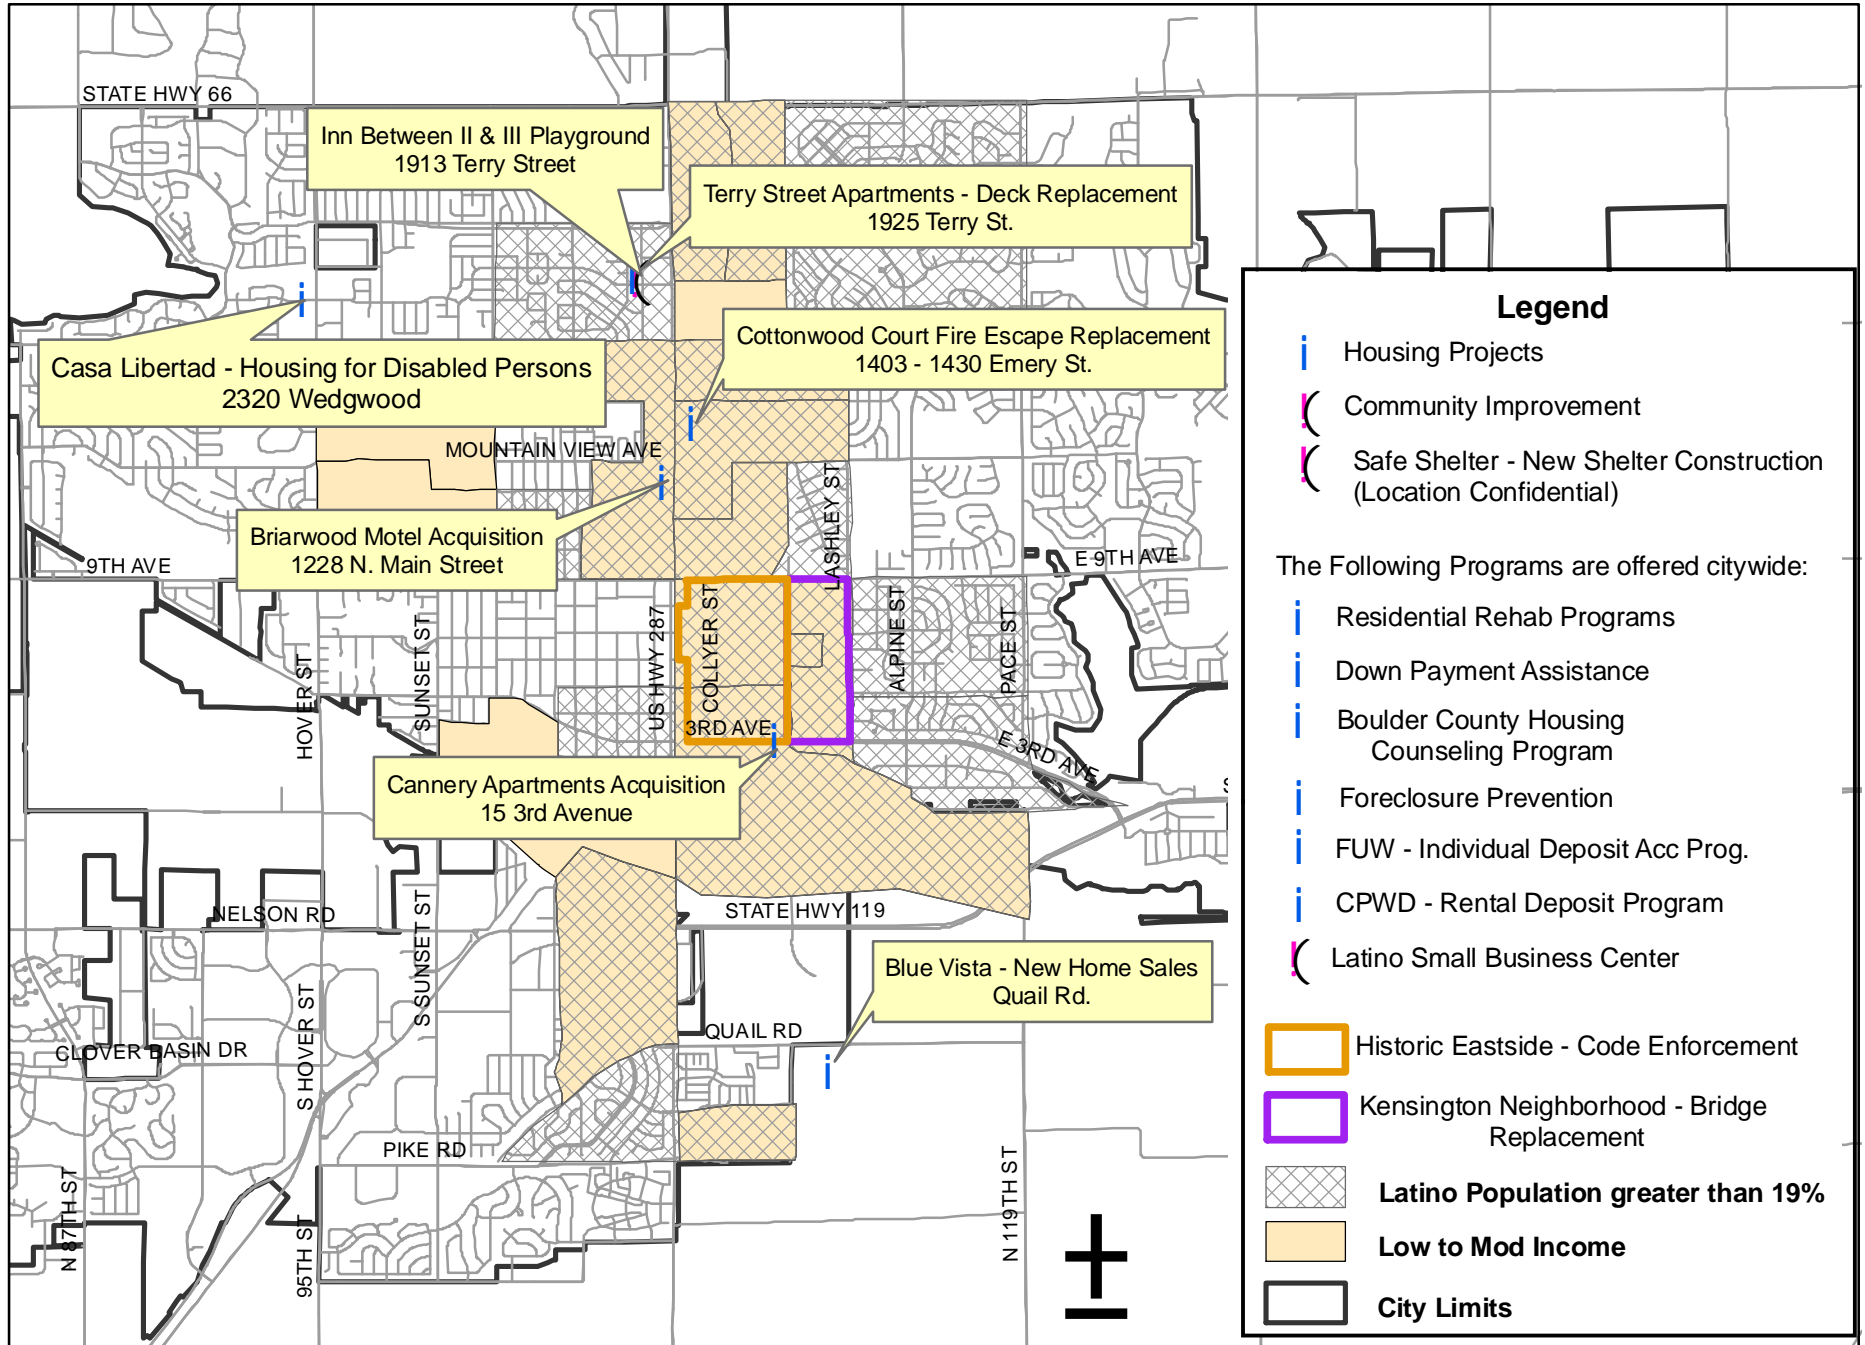 STATE HWY 66
Inn Between II & III Playground
1913 Terry Street
Terry Street Apartments - Deck Replacement
1925 Terry St.
Cottonwood Court Fire Escape Replacement
1403 - 1430 Emery St.
Casa Libertad - Housing for Disabled Persons
2320 Wedgwood
MOUNTAIN VIEW AVE
LASHLEY ST
Briarwood Motel Acquisition
1228 N. Main Street
9TH AVE
E 9TH AVE
HOVER ST
SUNSET ST
US HWY 287
COLLYER ST
ALPINE ST
PACE ST
3RD AVE
E 3RD AVE
Cannery Apartments Acquisition
15 3rd Avenue
NELSON RD
STATE HWY 119
S SUNSET ST
S HOVER ST
Blue Vista - New Home Sales
Quail Rd.
QUAIL RD
CLOVER BASIN DR
PIKE RD
N 87TH ST
95TH ST
N 119TH ST
Legend
Housing Projects
Community Improvement
Safe Shelter - New Shelter Construction
(Location Confidential)
The Following Programs are offered citywide:
Residential Rehab Programs
Down Payment Assistance
Boulder County Housing
Counseling Program
Foreclosure Prevention
FUW - Individual Deposit Acc Prog.
CPWD - Rental Deposit Program
Latino Small Business Center
Historic Eastside - Code Enforcement
Kensington Neighborhood - Bridge
Replacement
Latino Population greater than 19%
Low to Mod Income
City Limits